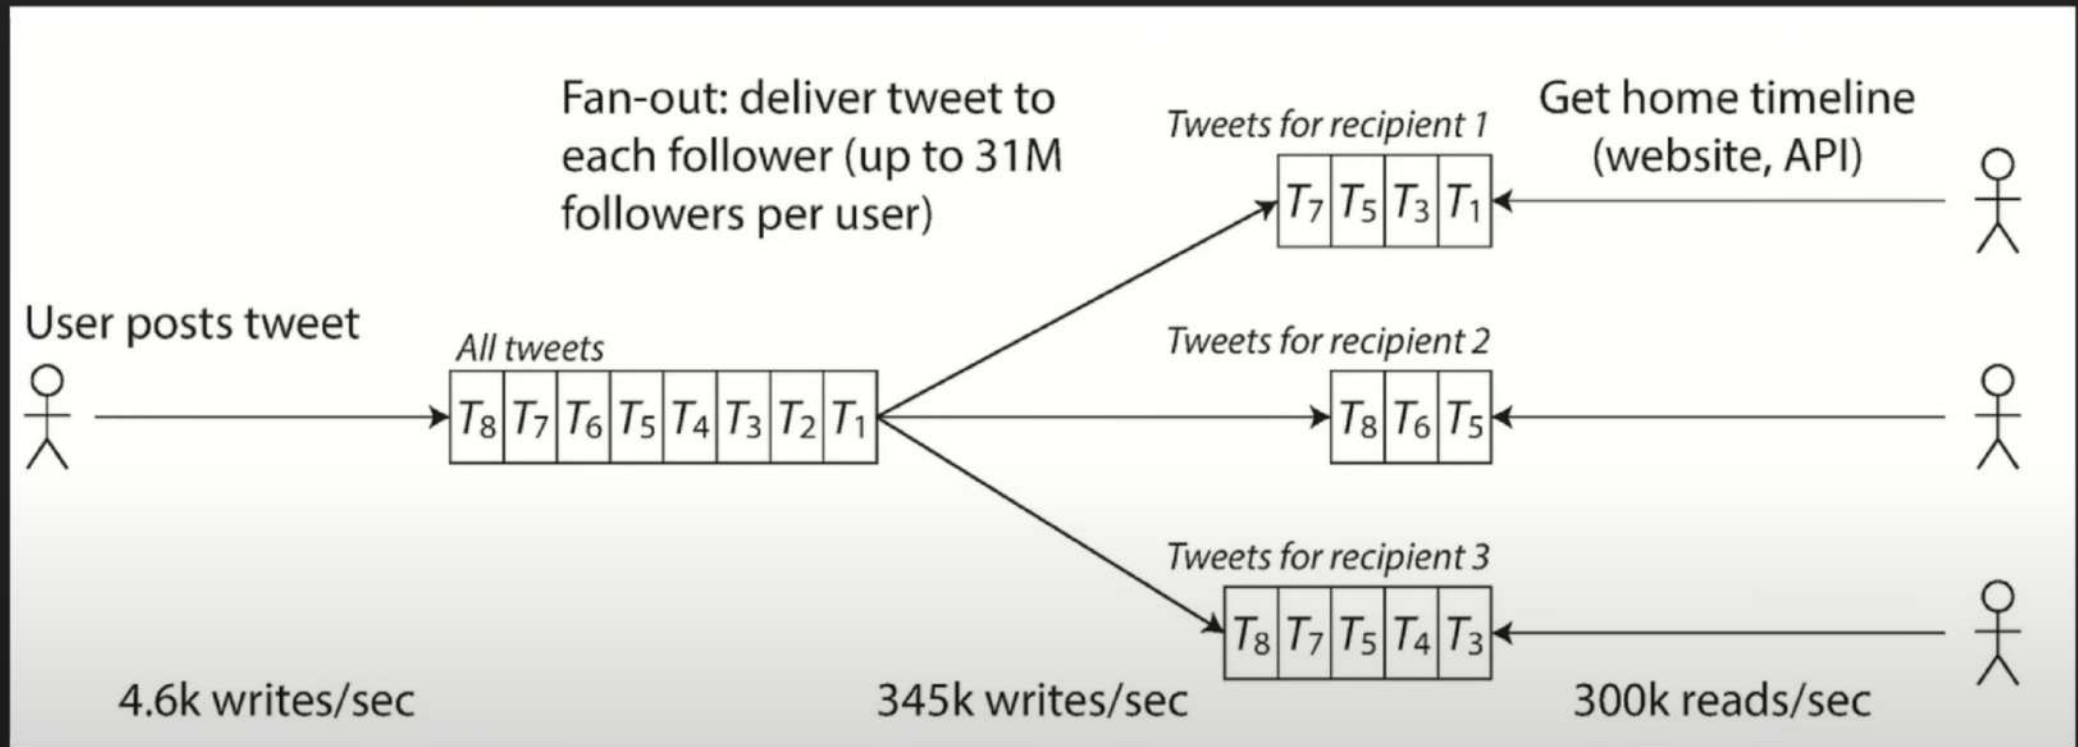 Fan-out: deliver tweet to
each follower (up to 31M
followers per user)
Tweets for recipient 1
Get home timeline
(website, API)
T₇ T₅ T₃ T₁
User posts tweet
All tweets
T₈ T₇ T₆ T₅ T₄ T₃ T₂ T₁
Tweets for recipient 2
T₈ T₆ T₅
Tweets for recipient 3
T₈ T₇ T₅ T₄ T₃
4.6k writes/sec
345k writes/sec
300k reads/sec